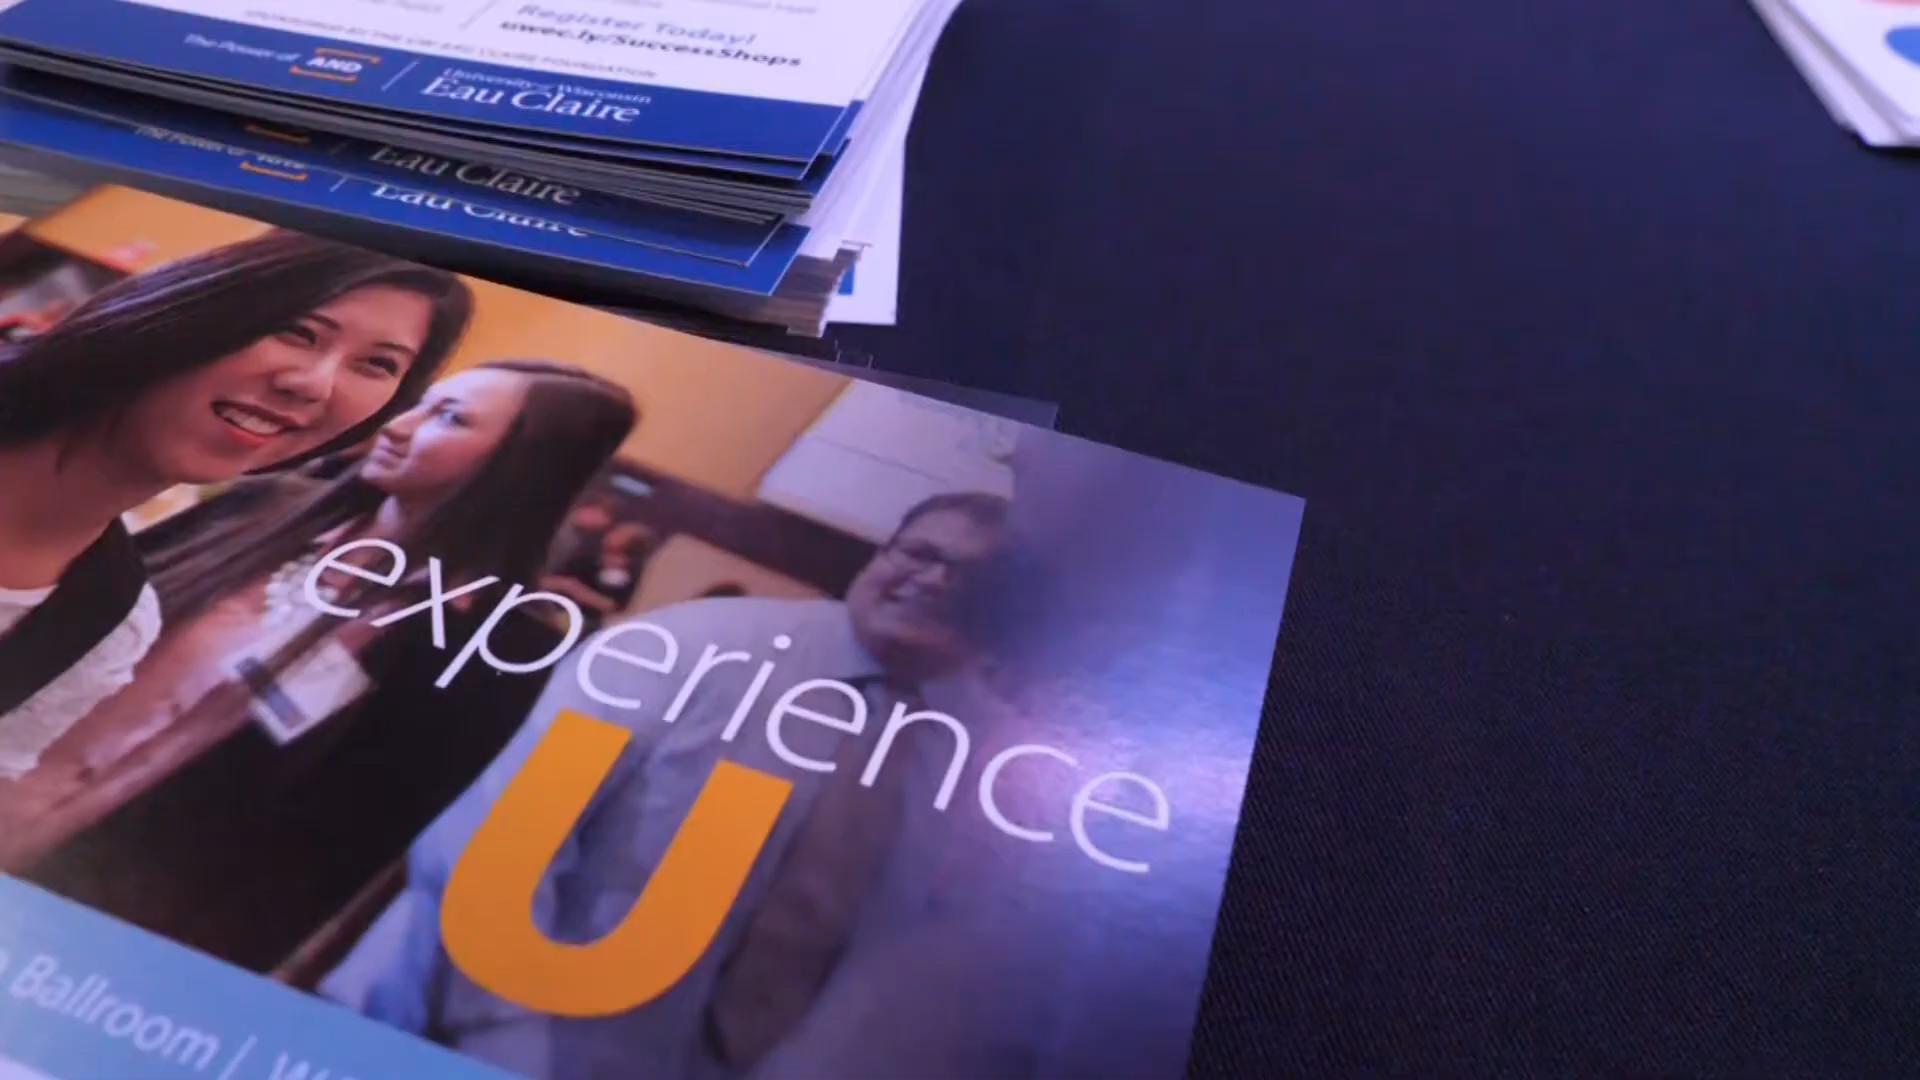 Register Today!
uwec.ly/SuccessShops
The Power of AND
University of Wisconsin
Eau Claire
The Power of
Eau Claire
Eau Claire
experience
U
Ballroom |